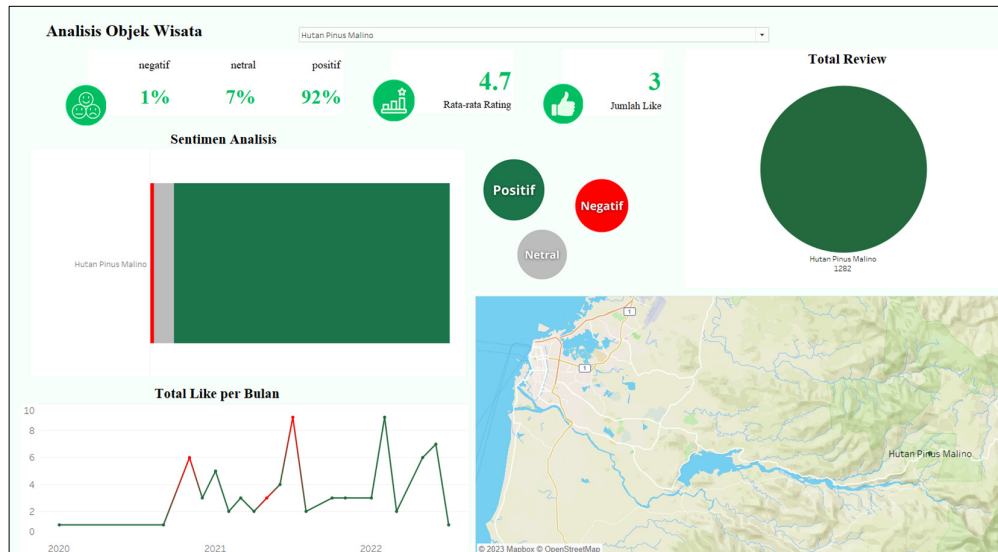 Analisis Objek Wisata
Hutan Pinus Malino
negatif netral positif
1% 7% 92%
4.7
Rata-rata Rating
3
Jumlah Like
Total Review
Hutan Pinus Malino
1282
Sentimen Analisis
Hutan Pinus Malino
Positif
Negatif
Netral
Total Like per Bulan
10
8
6
4
2
0
2020 2021 2022
1
1
Hutan Pinus Malino
© 2023 Mapbox © OpenStreetMap